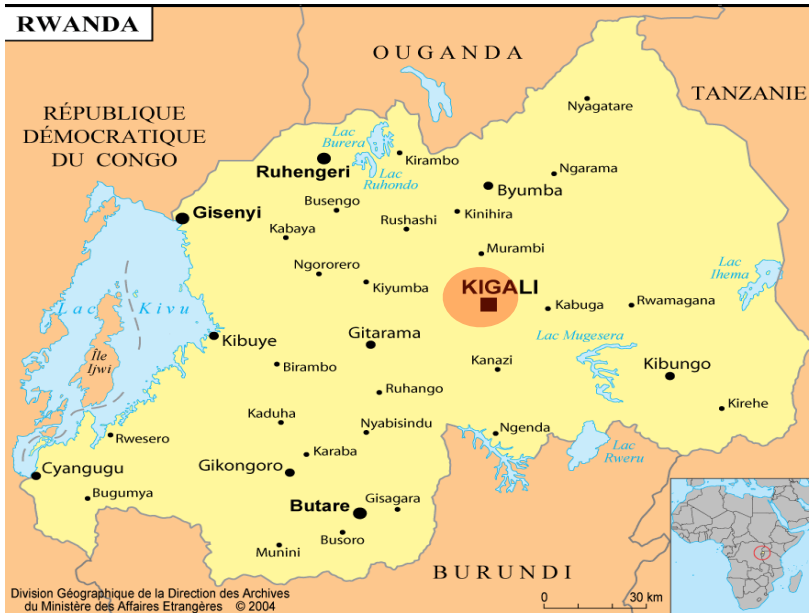 RWANDA
OUGANDA
TANZANIE
RÉPUBLIQUE
DÉMOCRATIQUE
DU CONGO
Nyagatare
Lac
Burera
Kirambo
Ruhengeri
Lac
Ruhondo
Ngarama
Byumba
Busengo
Gisenyi
Rushashi
Kinihira
Kabaya
Murambi
Lac
Ihema
Ngororero
Kiyumba
KIGALI
Kabuga
Rwamagana
Lac Kivu
Kibuye
Gitarama
Lac Mugesera
Île
Ijwi
Birambo
Kanazi
Kibungo
Ruhango
Kirehe
Kaduha
Nyabisindu
Ngenda
Rwesero
Karaba
Lac
Rweru
Cyangugu
Gikongoro
Bugumya
Butare
Gisagara
Busoro
Munini
BURUNDI
Division Géographique de la Direction des Archives
du Ministère des Affaires Etrangères © 2004
0 30 km